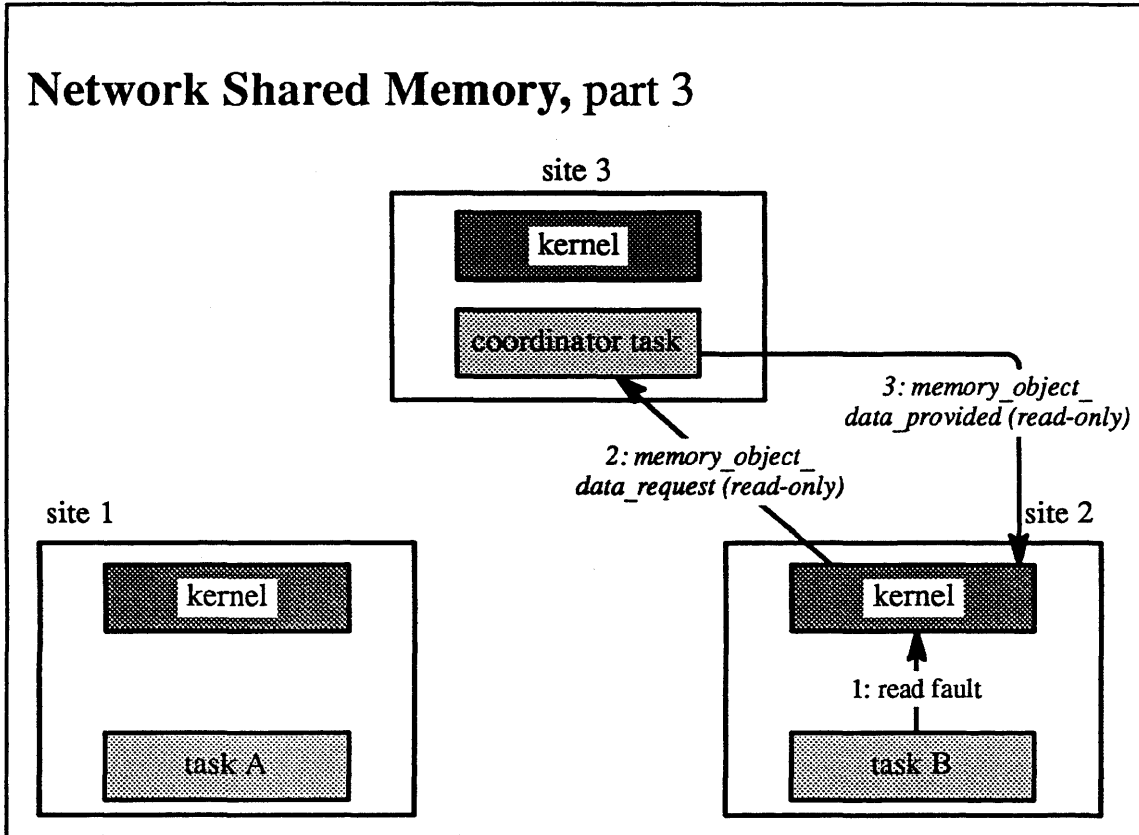 Network Shared Memory, part 3
site 3
kernel
coordinator task
3: memory_object_
data_provided (read-only)
2: memory_object_
data_request (read-only)
site 1
site 2
kernel
kernel
1: read fault
task A
task B